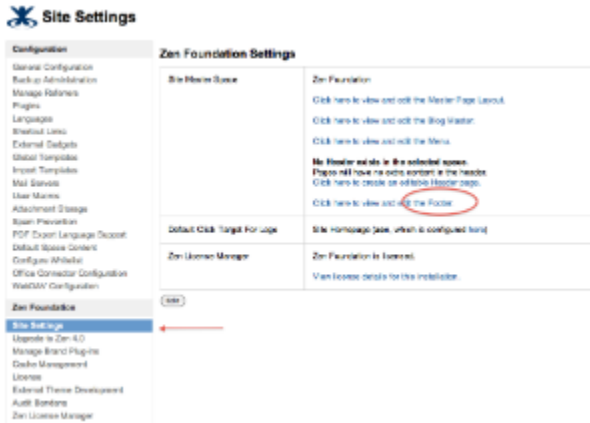 Site Settings
Configuration
General Configuration
Backup Administration
Manage Referrers
Plugins
Languages
Shortcut Links
External Gadgets
Global Templates
Import Templates
Mail Servers
User Macros
Attachment Storage
Spam Prevention
PDF Export Language Support
Default Space Content
Configure Whitelist
Office Connector Configuration
WebDAV Configuration
Zen Foundation
Site Settings
Upgrade to Zen 4.0
Manage Brand Plug-ins
Cache Management
License
External Theme Development
Audit
Zen License Manager
Zen Foundation Settings
Site Master Space
Zen Foundation
Click here to view and edit the Master Page Layout.
Click here to view and edit the Blog Master.
Click here to view and edit the Menu.
No Header exists in the selected space.
Pages will have no extra content in the header.
Click here to create an editable Header page.
Click here to view and edit the Footer.
Default Click Target For Logo
Site Homepage (see, which is configured here)
Zen License Manager
Zen Foundation is licensed.
View license details for this installation.
Edit